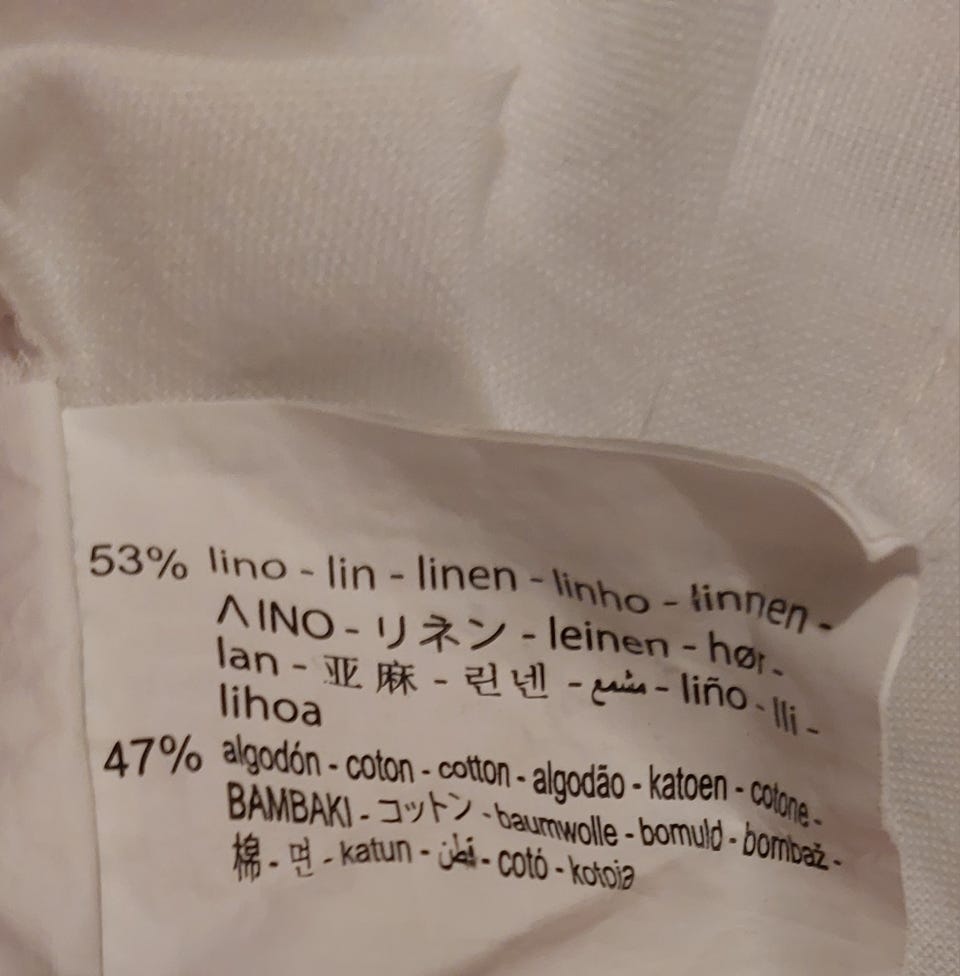 53% lino - lin - linen - linho - linnen -
ΛINO - リネン - leinen - hør -
lan - 亚麻 - 린넨 - مشمع - liño - lli -
lihoa
47% algodón - coton - cotton - algodão - katoen - cotone -
BAMBAKI - コットン - baumwolle - bomuld - bombaž -
棉 - 면 - katun - قطن - cotó - kotoia